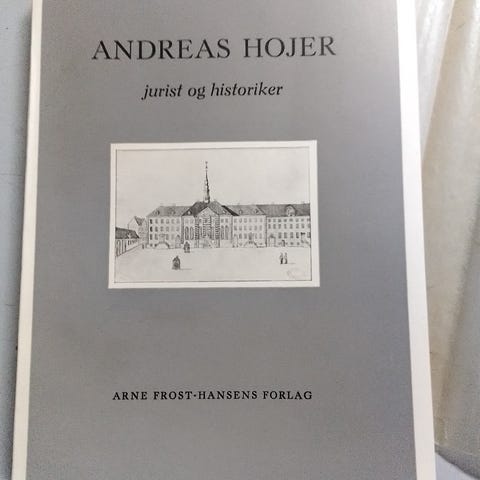 ANDREAS HOJER
jurist og historiker
ARNE FROST-HANSENS FORLAG